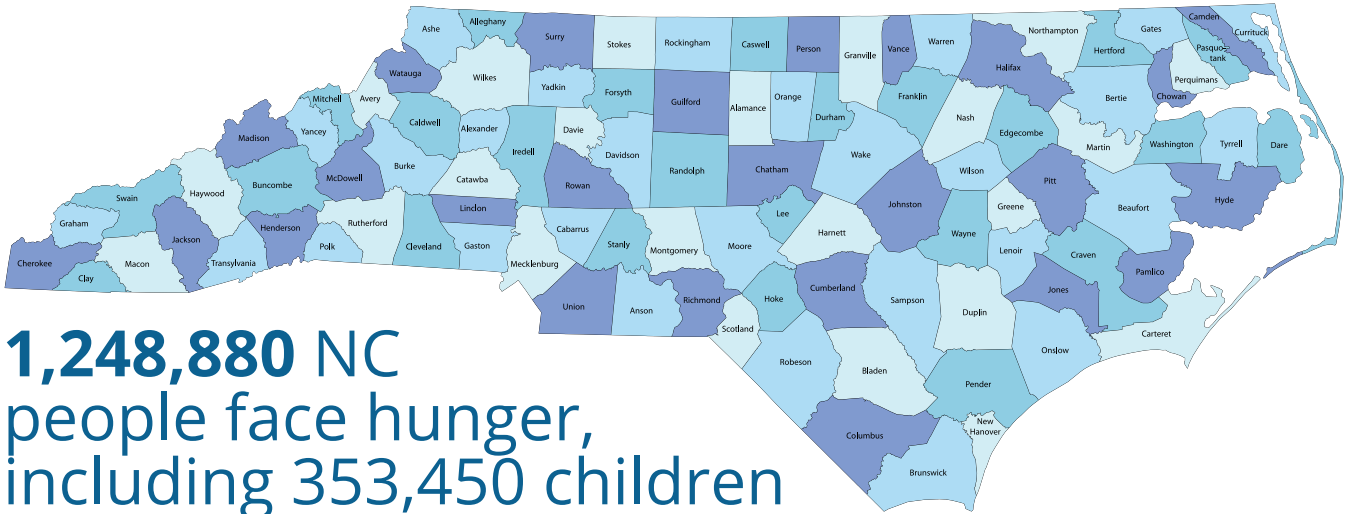 Ashe
Alleghany
Surry
Stokes
Rockingham
Caswell
Person
Granville
Vance
Warren
Northampton
Hertford
Gates
Camden
Currituck
Pasquo-
tank
Perquimans
Chowan
Halifax
Bertie
Watauga
Wilkes
Yadkin
Forsyth
Guilford
Alamance
Orange
Durham
Franklin
Nash
Edgecombe
Martin
Washington
Tyrrell
Dare
Mitchell
Avery
Yancey
Madison
Caldwell
Alexander
Iredell
Davie
Davidson
Randolph
Chatham
Wake
Wilson
Pitt
Beaufort
Hyde
Haywood
Buncombe
McDowell
Burke
Catawba
Rowan
Johnston
Greene
Swain
Graham
Jackson
Henderson
Rutherford
Lincoln
Cleveland
Gaston
Polk
Cabarrus
Stanly
Montgomery
Moore
Lee
Harnett
Wayne
Lenoir
Craven
Pamlico
Cherokee
Clay
Macon
Transylvania
Mecklenburg
Union
Anson
Richmond
Scotland
Hoke
Cumberland
Sampson
Duplin
Jones
Onslow
Carteret
Robeson
Bladen
Pender
New
Hanover
Columbus
Brunswick
1,248,880 NC
people face hunger,
including 353,450 children